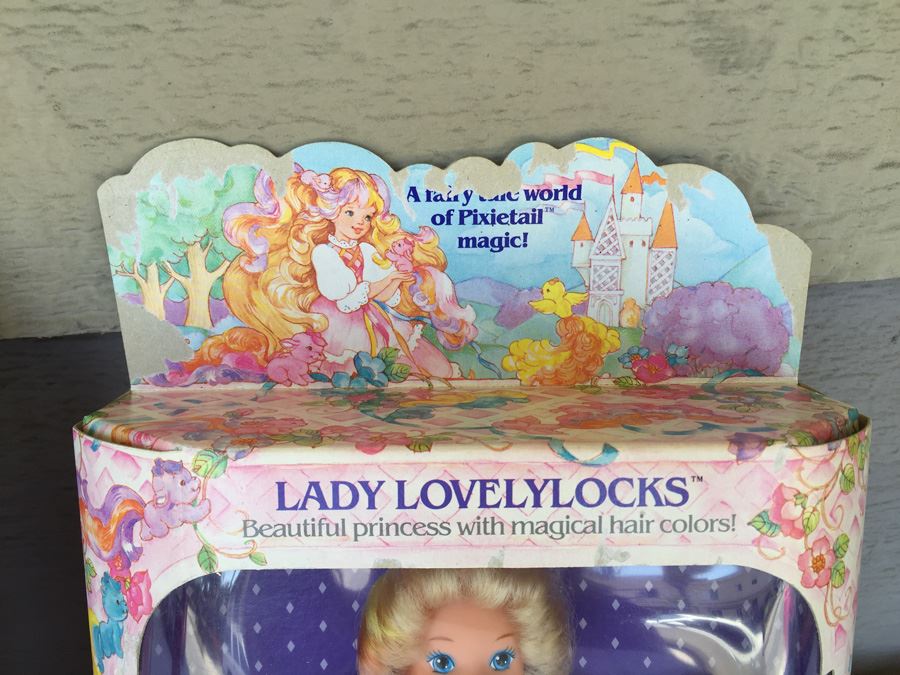 A fairy tale world
of Pixietail™
magic!
LADY LOVELYLOCKS™
Beautiful princess with magical hair colors!